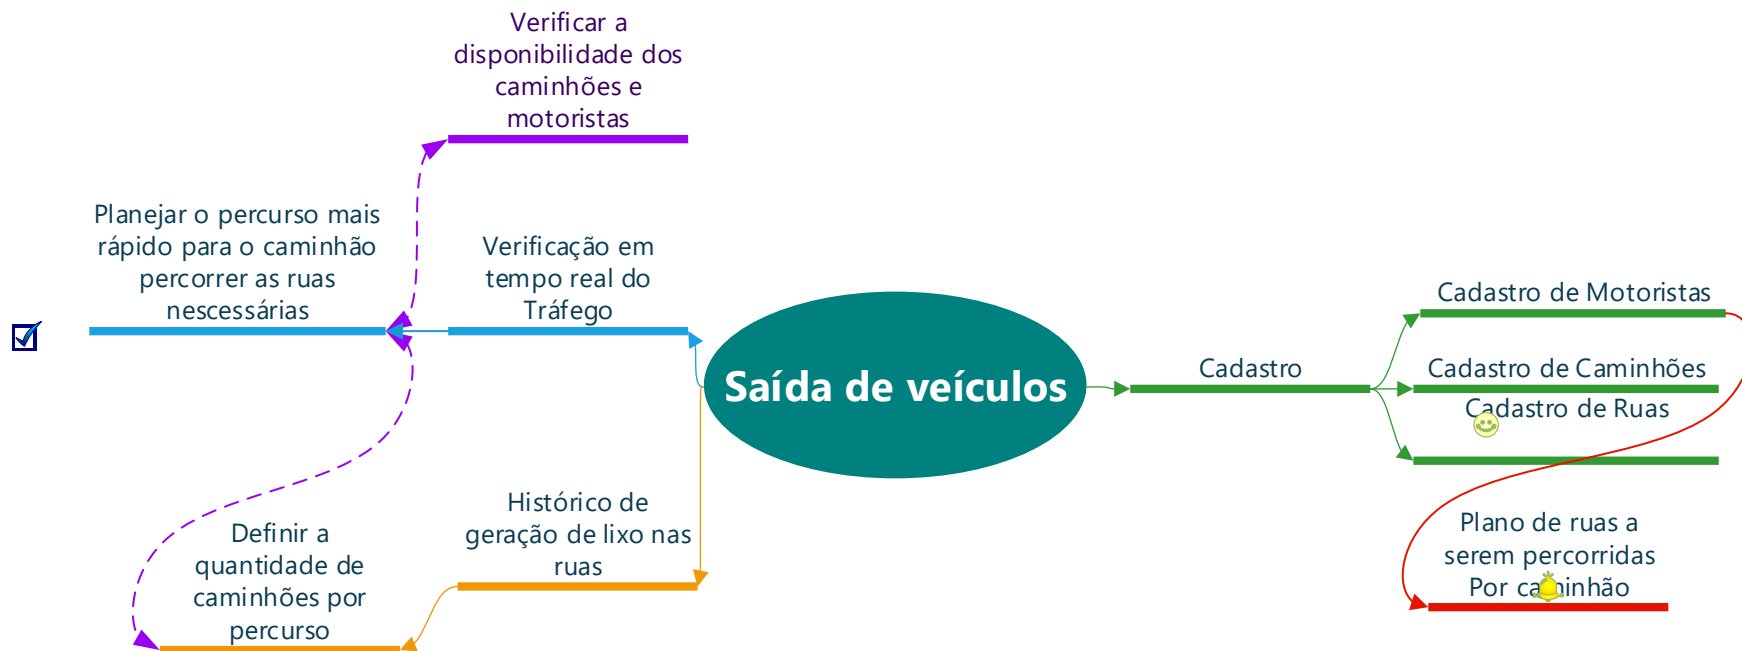 Verificar a
disponibilidade dos
caminhões e
motoristas
Planejar o percurso mais
rápido para o caminhão
percorrer as ruas
nescessárias
Verificação em
tempo real do
Tráfego
Saída de veículos
Cadastro
Cadastro de Motoristas
Cadastro de Caminhões
Cadastro de Ruas
Histórico de
geração de lixo nas
ruas
Definir a
quantidade de
caminhões por
percurso
Plano de ruas a
serem percorridas
Por caminhão